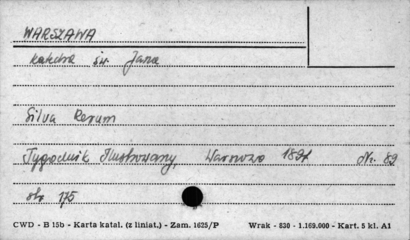 WARSZAWA
katedra św. Jana
Silva Rerum
Tygodnik Ilustrowany, Warszawa Nr. 82
str 175
CWD - B 15b - Karta katal. (z liniat.) - Zam. 1625/P Wrak - 830 - 1.169.000 - Kart. 5 kl. A1